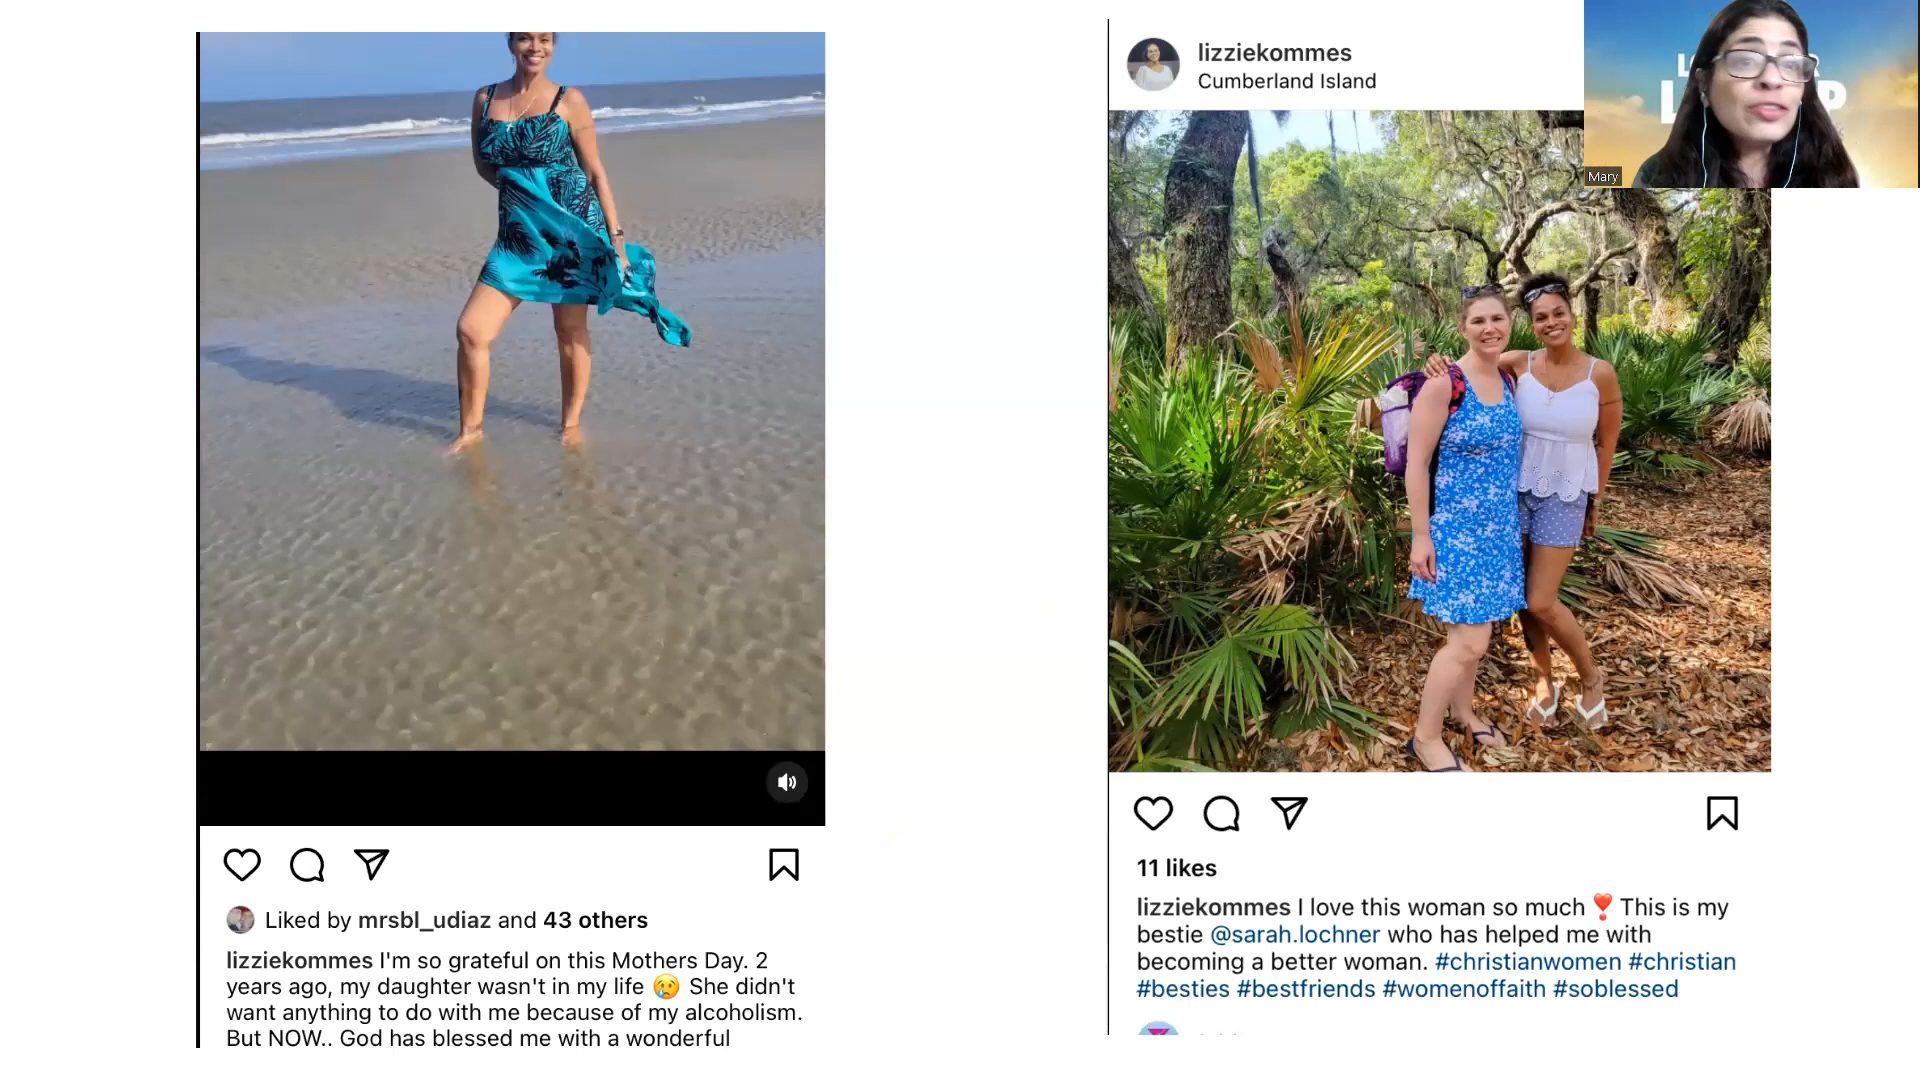 Liked by mrsbl_udiaz and 43 others
lizziekommes I'm so grateful on this Mothers Day. 2
years ago, my daughter wasn't in my life 😢 She didn't
want anything to do with me because of my alcoholism.
But NOW.. God has blessed me with a wonderful
lizziekommes
Cumberland Island
11 likes
lizziekommes I love this woman so much ❣️ This is my
bestie @sarah.lochner who has helped me with
becoming a better woman. #christianwomen #christian
#besties #bestfriends #womenoffaith #soblessed
Mary